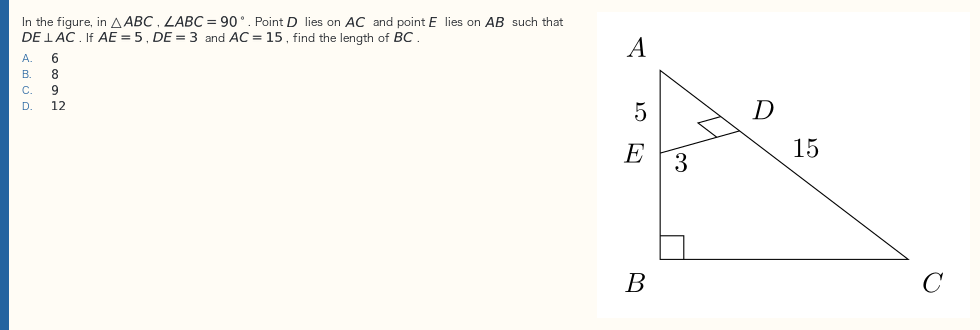 In the figure, in △ABC , ∠ABC = 90° . Point D lies on AC and point E lies on AB such that
DE ⊥ AC . If AE = 5 , DE = 3 and AC = 15 , find the length of BC .
A. 6
B. 8
C. 9
D. 12
A
5
D
E
3
15
B
C